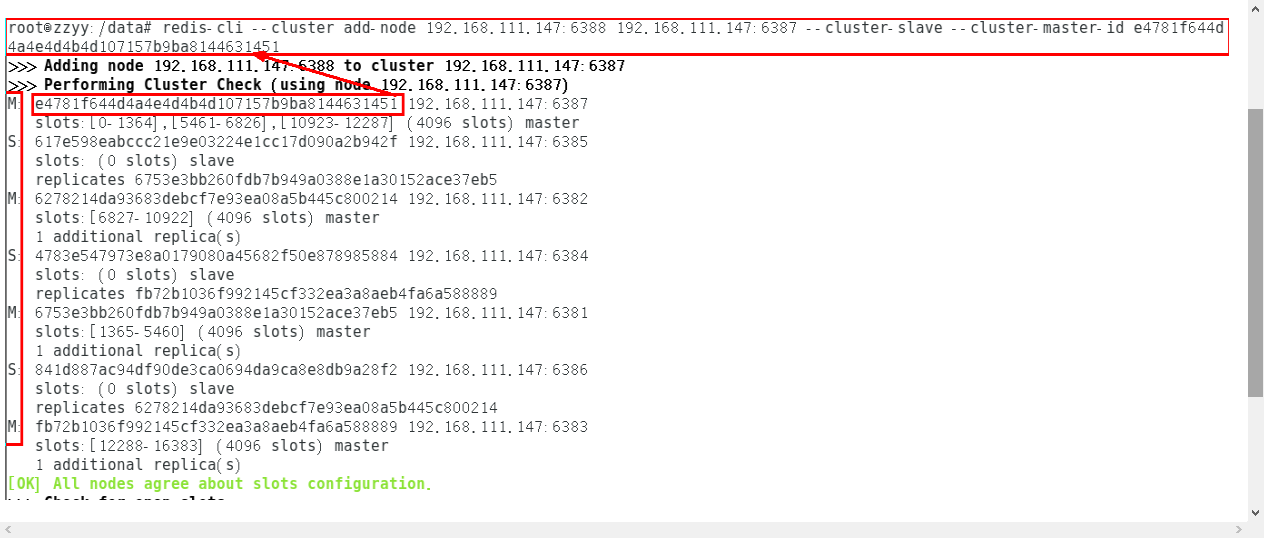 root@zzyy:/data# redis-cli --cluster add-node 192.168.111.147:6388 192.168.111.147:6387 --cluster-slave --cluster-master-id e4781f644d
4a4e4d4b4d107157b9ba8144631451
>>> Adding node 192.168.111.147:6388 to cluster 192.168.111.147:6387
>>> Performing Cluster Check (using node 192.168.111.147:6387)
M: e4781f644d4a4e4d4b4d107157b9ba8144631451 192.168.111.147:6387
slots:[0-1364],[5461-6826],[10923-12287] (4096 slots) master
S: 617e598eabccc21e9e03224e1cc17d090a2b942f 192.168.111.147:6385
slots: (0 slots) slave
replicates 6753e3bb260fdb7b949a0388e1a30152ace37eb5
M: 6278214da93683debcf7e93ea08a5b445c800214 192.168.111.147:6382
slots:[6827-10922] (4096 slots) master
1 additional replica(s)
S: 4783e547973e8a0179080a45682f50e878985884 192.168.111.147:6384
slots: (0 slots) slave
replicates fb72b1036f992145cf332ea3a8aeb4fa6a588889
M: 6753e3bb260fdb7b949a0388e1a30152ace37eb5 192.168.111.147:6381
slots:[1365-5460] (4096 slots) master
1 additional replica(s)
S: 841d887ac94df90de3ca0694da9ca8e8db9a28f2 192.168.111.147:6386
slots: (0 slots) slave
replicates 6278214da93683debcf7e93ea08a5b445c800214
M: fb72b1036f992145cf332ea3a8aeb4fa6a588889 192.168.111.147:6383
slots:[12288-16383] (4096 slots) master
1 additional replica(s)
[OK] All nodes agree about slots configuration.
>>> Check for open slots